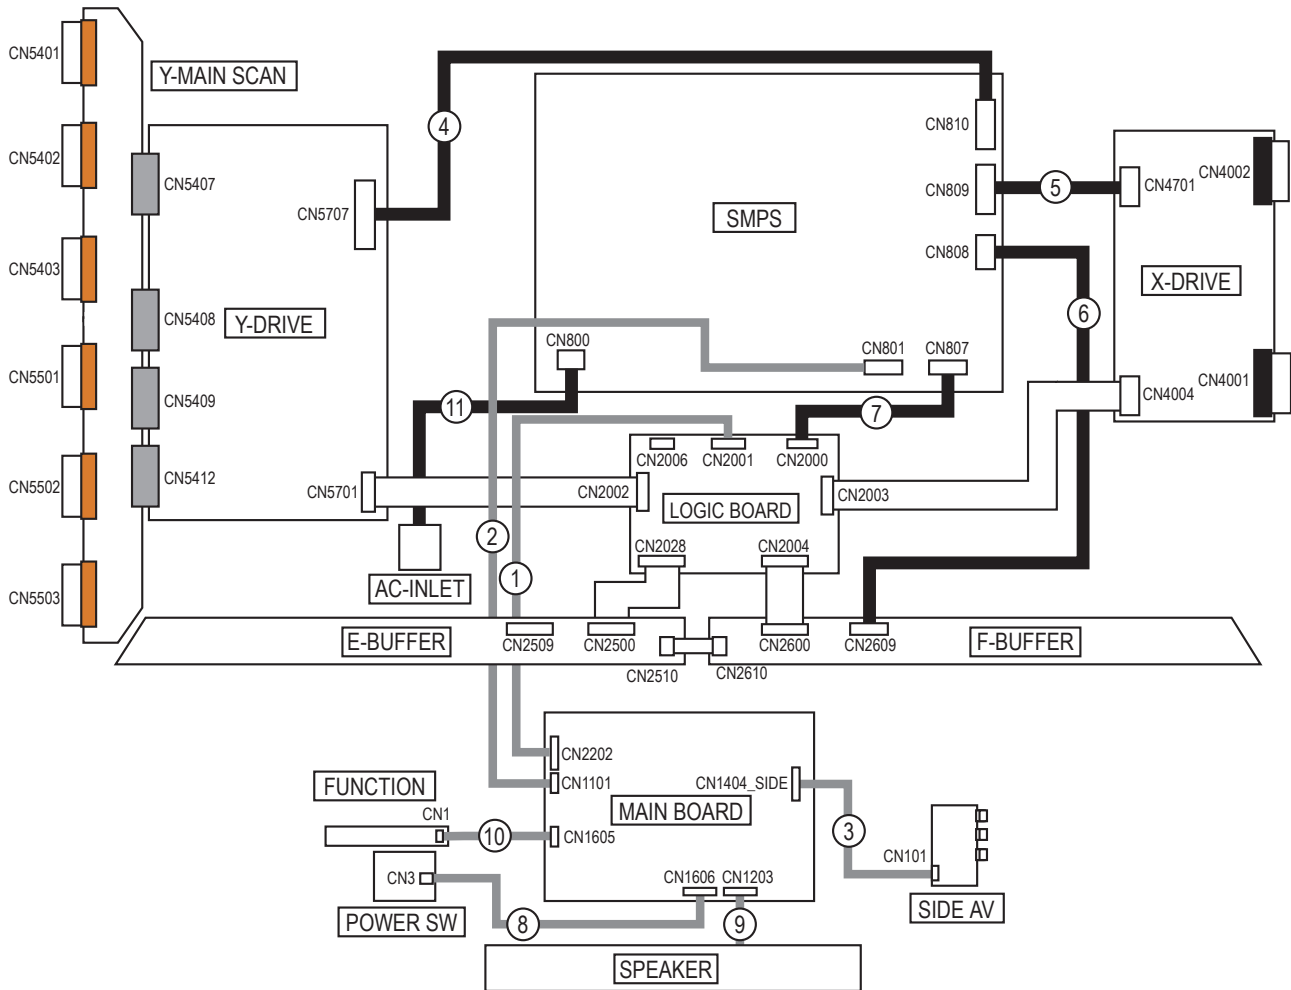 CN5401
Y-MAIN SCAN
4
CN810
CN5402
CN5407
CN5707
SMPS
CN809
5
CN4701
CN4002
CN5403
CN808
X-DRIVE
CN5408
Y-DRIVE
6
CN800
CN801
CN807
CN5501
CN5409
11
7
CN4004
CN4001
CN5502
CN5412
CN5701
CN2006
CN2001
CN2000
CN2002
CN2003
LOGIC BOARD
2
CN2028
CN2004
1
AC-INLET
CN5503
E-BUFFER
CN2509
CN2500
CN2600
CN2609
F-BUFFER
CN2510
CN2610
CN2202
CN1101
CN1404_SIDE
FUNCTION
CN1
MAIN BOARD
10
CN1605
3
CN101
CN3
CN1606
CN1203
POWER SW
8
9
SIDE AV
SPEAKER